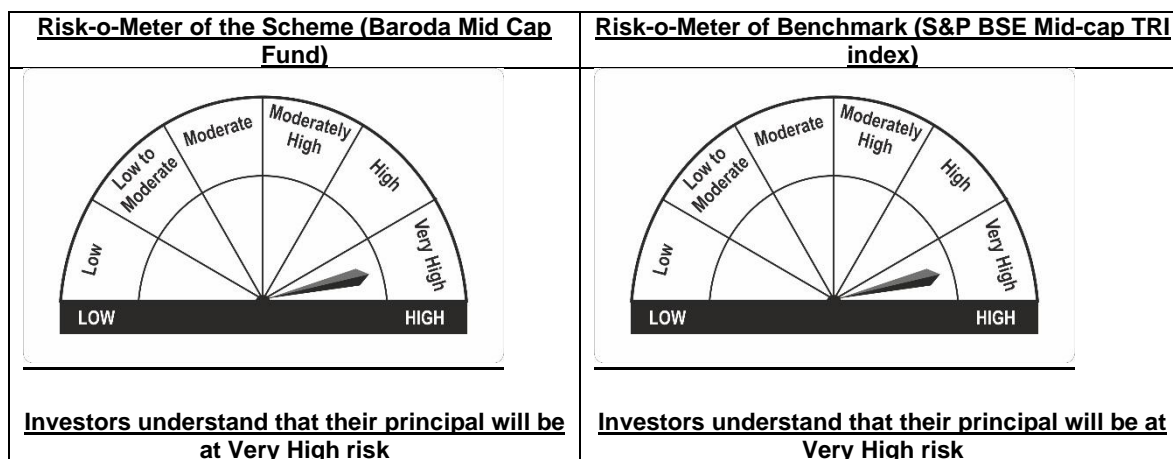 Risk-o-Meter of the Scheme (Baroda Mid Cap
Fund)
Low
Low to
Moderate
Moderate
Moderately
High
High
Very High
LOW HIGH
Investors understand that their principal will be
at Very High risk
Risk-o-Meter of Benchmark (S&P BSE Mid-cap TRI
index)
Low
Low to
Moderate
Moderate
Moderately
High
High
Very High
LOW HIGH
Investors understand that their principal will be at
Very High risk